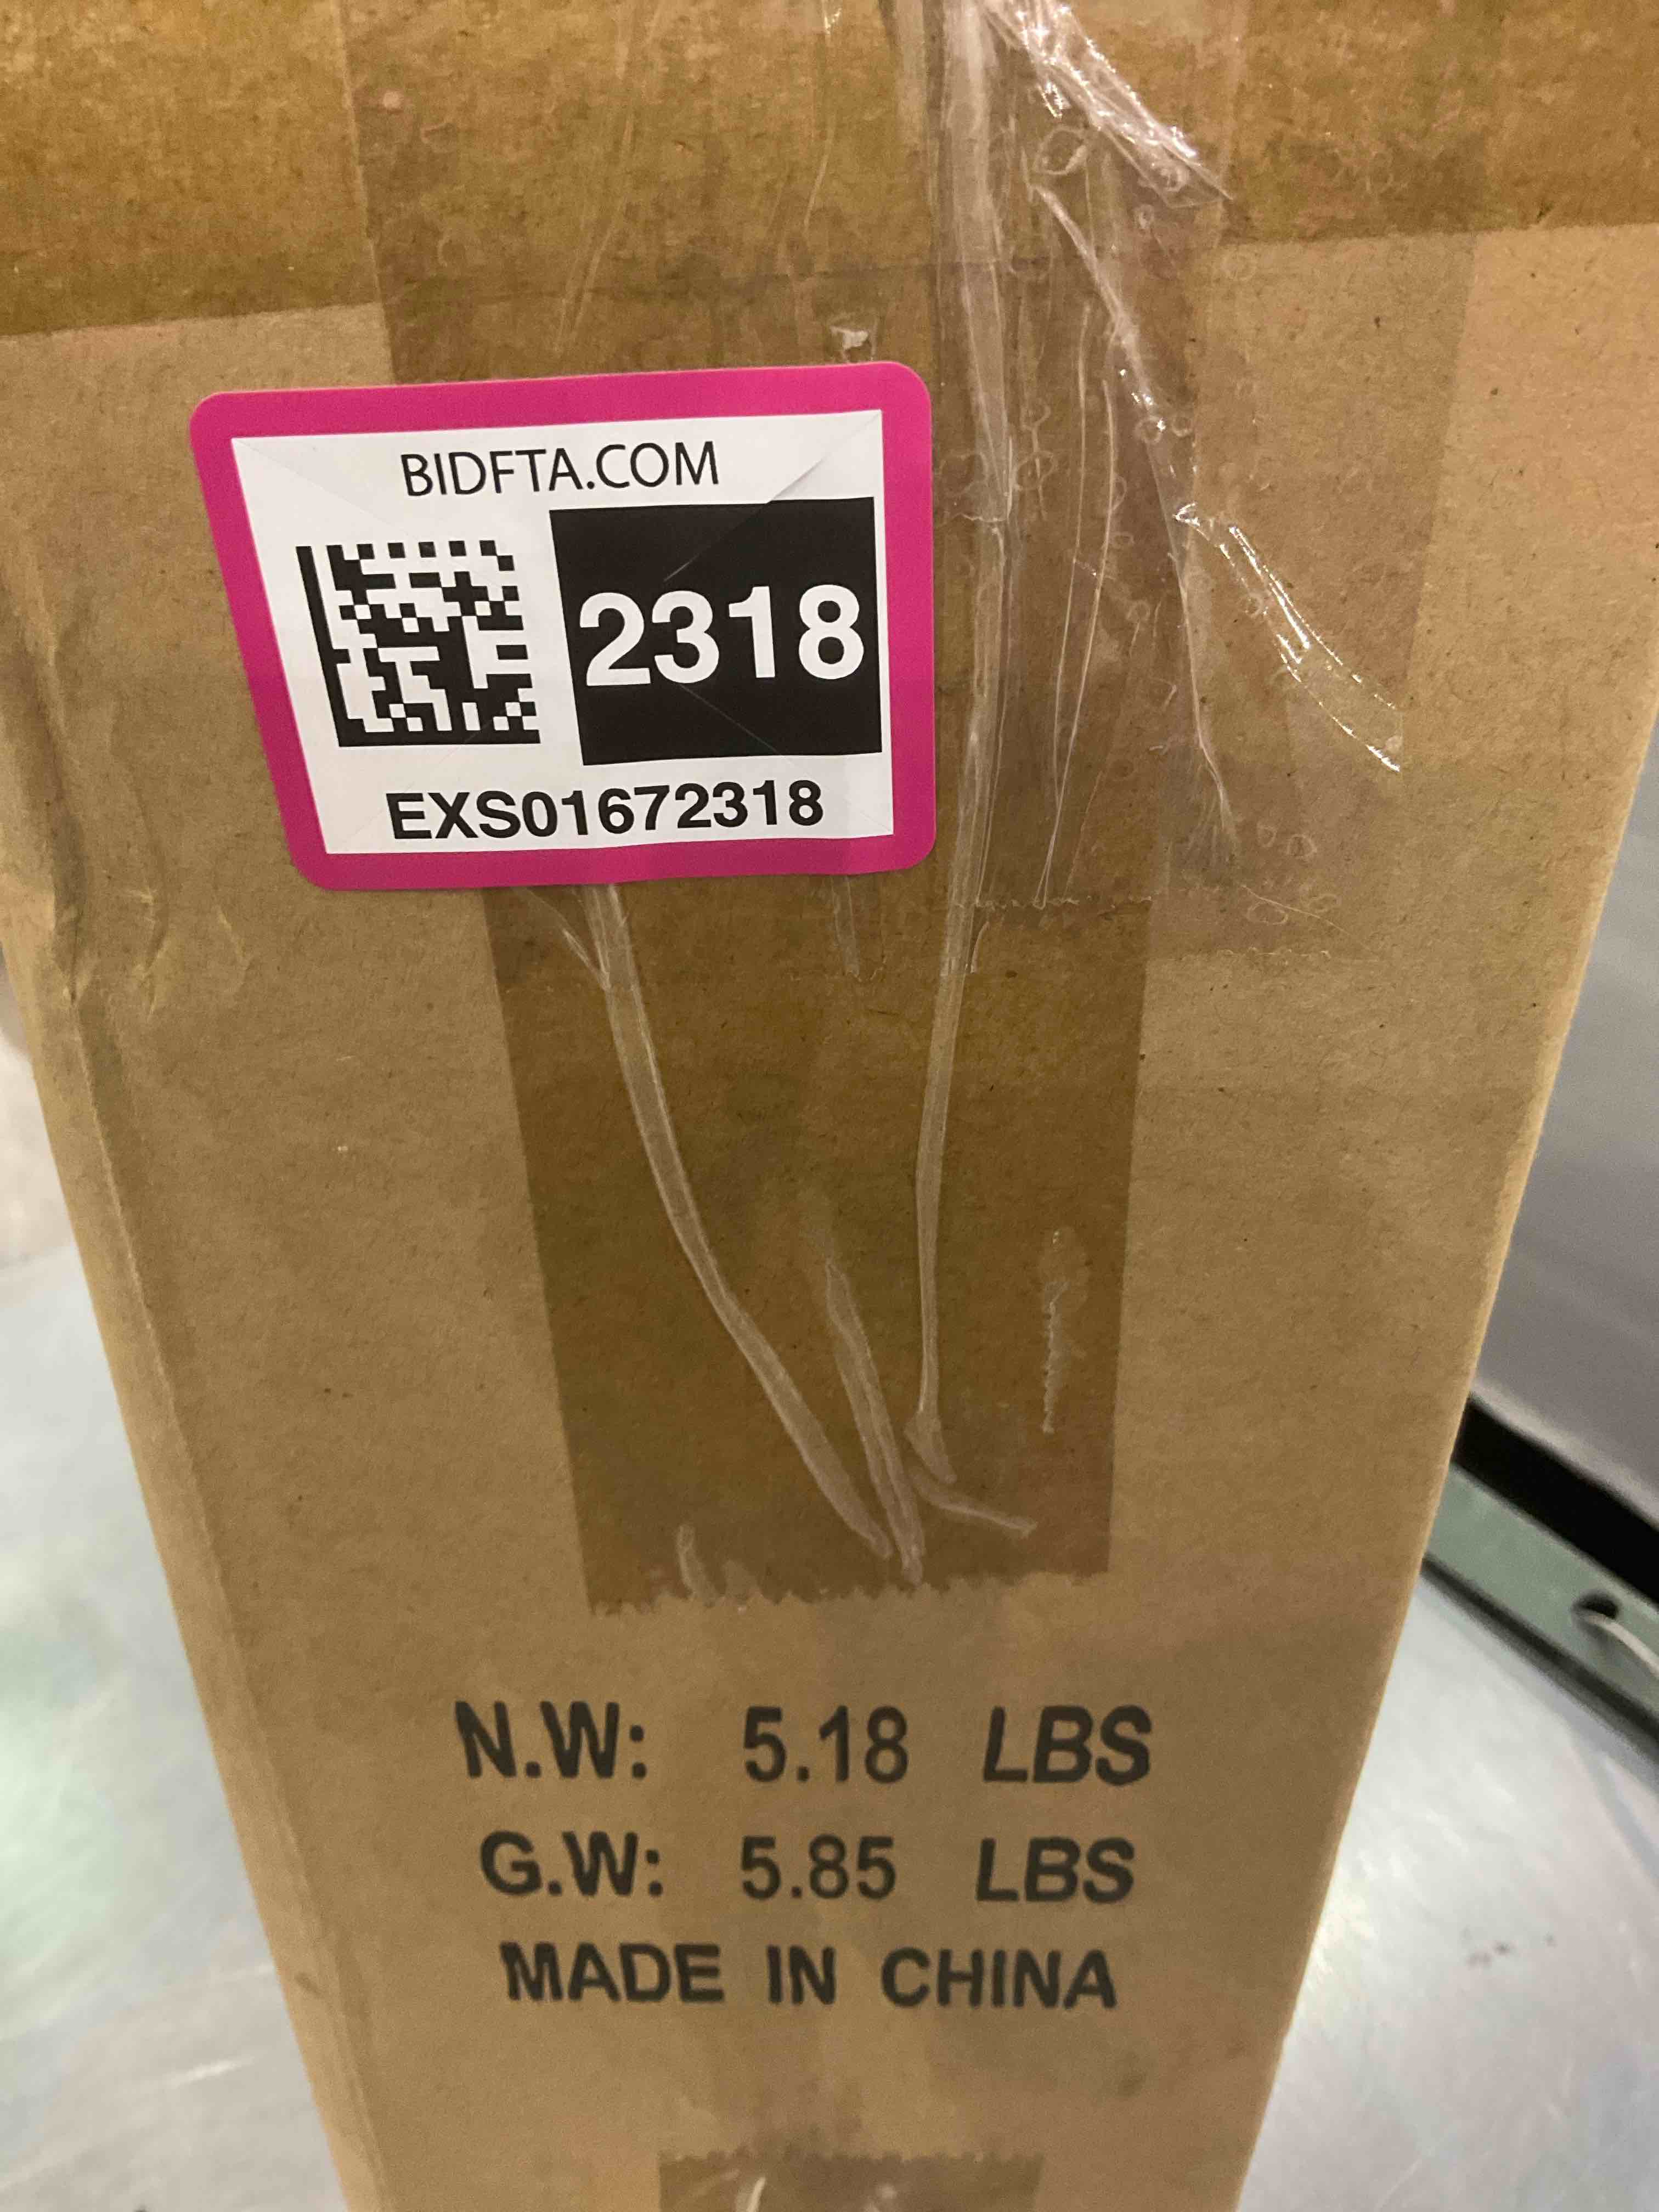 BIDFTA.COM
2318
EXS01672318
N.W: 5.18 LBS
G.W: 5.85 LBS
MADE IN CHINA